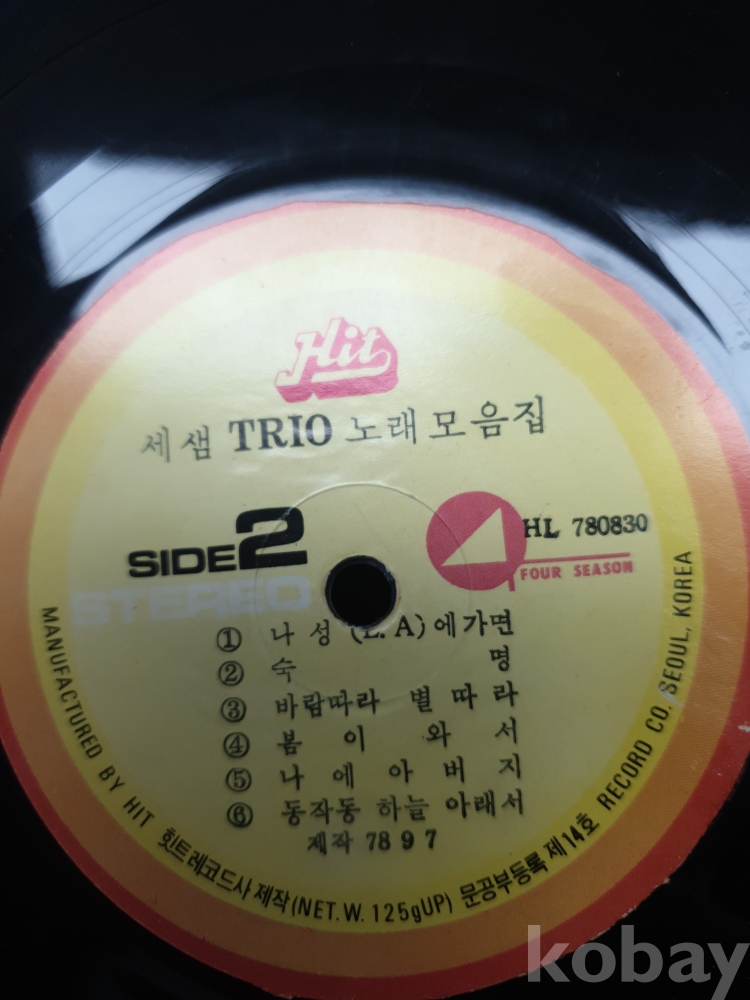 Hit
세샘 TRIO 노래모음집
SIDE 2
STEREO
HL 780830
FOUR SEASON
① 나성 (L.A)에가면
② 숙명
③ 바람따라 별따라
④ 봄이와서
⑤ 나에아버지
⑥ 동작동 하늘 아래서
제작 78 9 7
MANUFACTURED BY HIT 힛트레코드사 제작(NET. W. 125gUP) 문공부등록 제14호 RECORD CO. SEOUL, KOREA
kobay